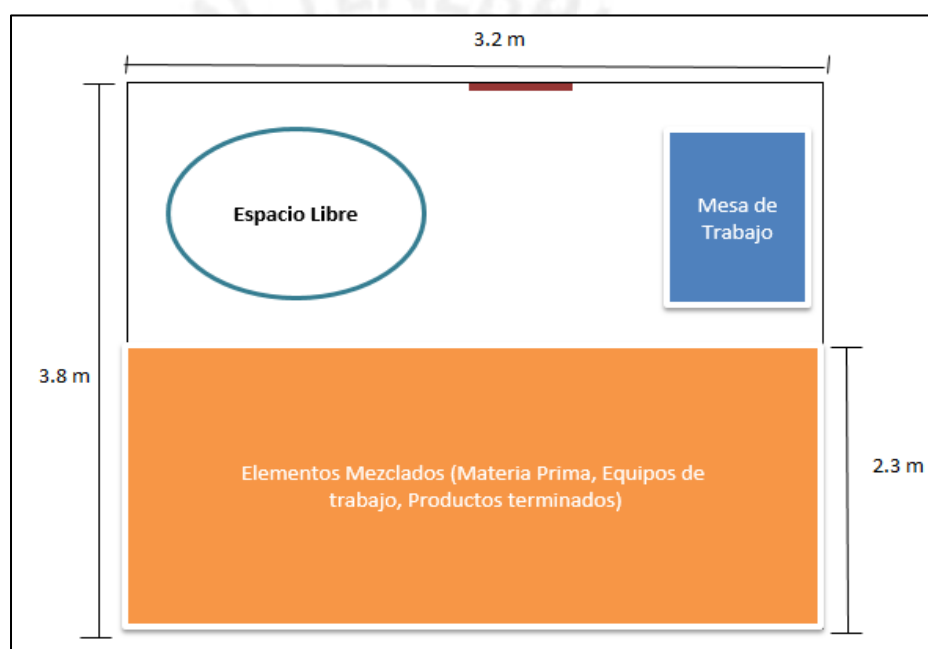 3.2 m
Espacio Libre
Mesa de
Trabajo
3.8 m
Elementos Mezclados (Materia Prima, Equipos de
trabajo, Productos terminados)
2.3 m